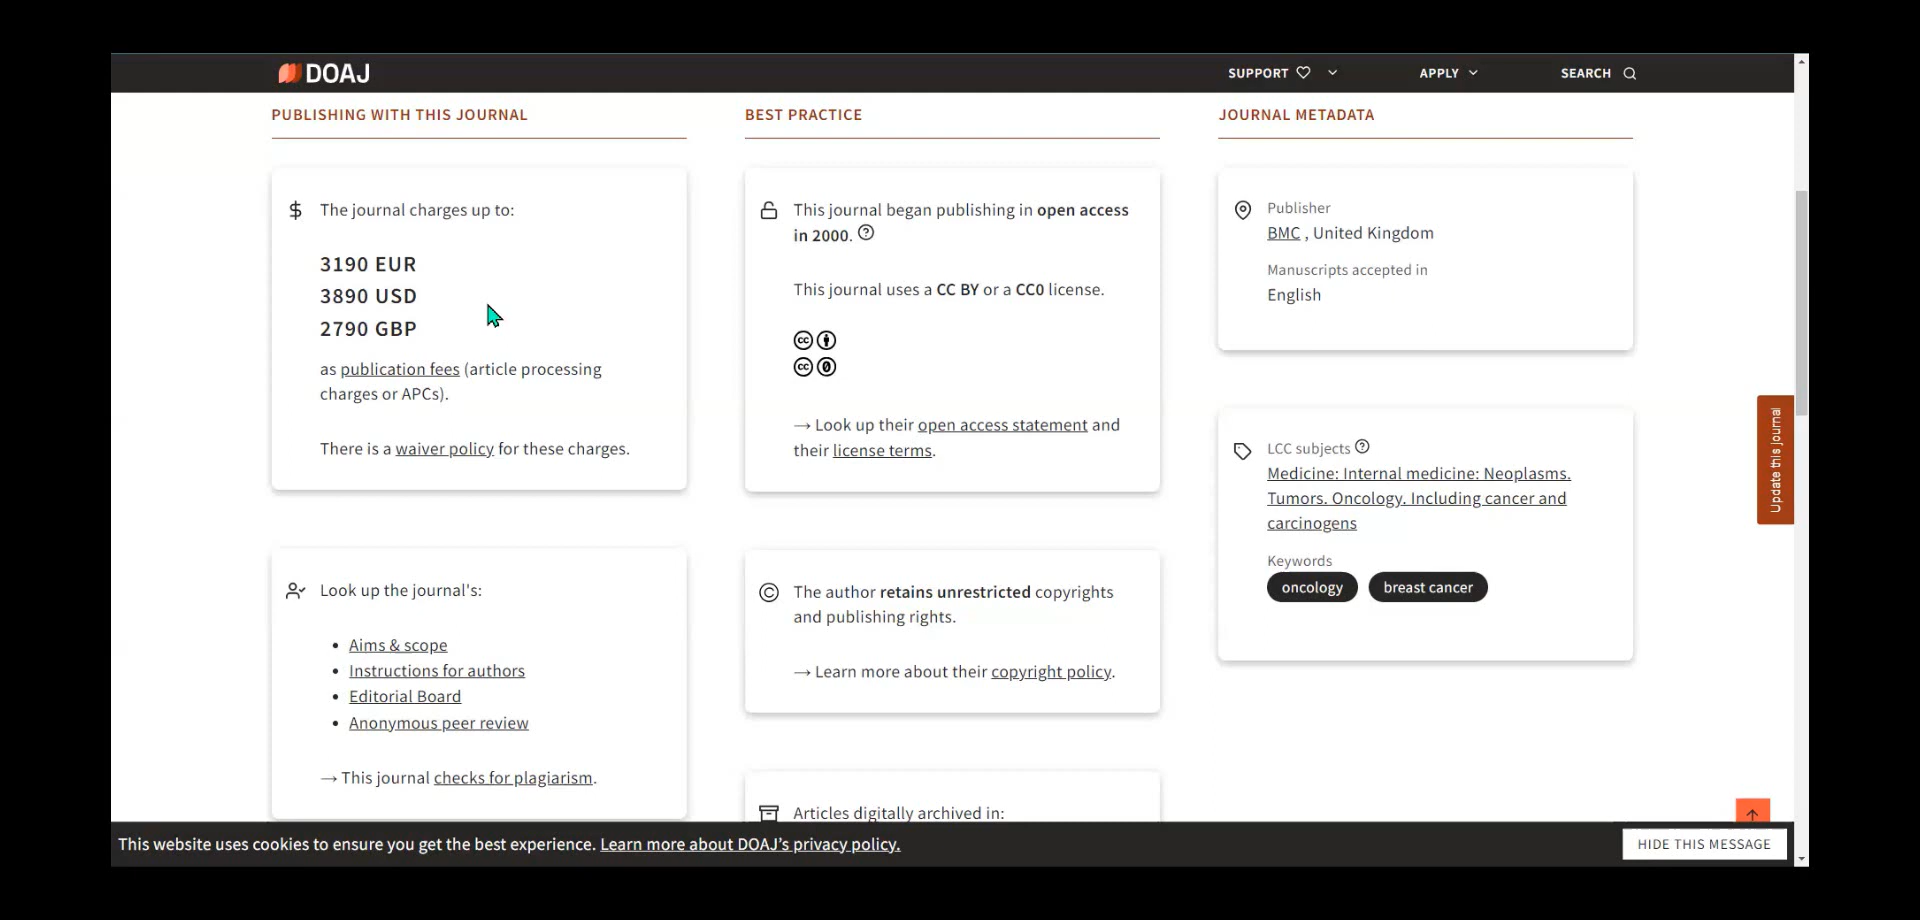 DOAJ
SUPPORT
APPLY
SEARCH
PUBLISHING WITH THIS JOURNAL
$ The journal charges up to:
3190 EUR
3890 USD
2790 GBP
as publication fees (article processing
charges or APCs).
There is a waiver policy for these charges.
Look up the journal's:
• Aims & scope
• Instructions for authors
• Editorial Board
• Anonymous peer review
→ This journal checks for plagiarism.
BEST PRACTICE
This journal began publishing in open access
in 2000. ?
This journal uses a CC BY or a CC0 license.
cc
cc 0
→ Look up their open access statement and
their license terms.
© The author retains unrestricted copyrights
and publishing rights.
→ Learn more about their copyright policy.
Articles digitally archived in:
JOURNAL METADATA
Publisher
BMC , United Kingdom
Manuscripts accepted in
English
LCC subjects ?
Medicine: Internal medicine: Neoplasms.
Tumors. Oncology. Including cancer and
carcinogens
Keywords
oncology breast cancer
Update this journal
This website uses cookies to ensure you get the best experience. Learn more about DOAJ's privacy policy.
HIDE THIS MESSAGE